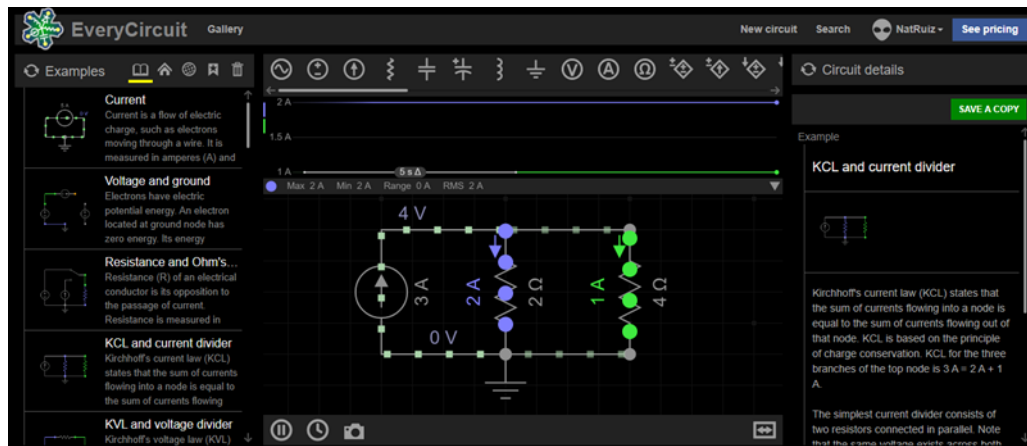 EveryCircuit Gallery New circuit Search NatRuiz See pricing
Examples
Current
Current is a flow of electric
charge, such as electrons
moving through a wire. It is
measured in amperes (A) and
Voltage and ground
Electrons have electric
potential energy. An electron
located at ground node has
zero energy. Its energy
Resistance and Ohm's...
Resistance (R) of an electrical
conductor is its opposition to
the passage of current.
Resistance is measured in
KCL and current divider
Kirchhoff's current law (KCL)
states that the sum of currents
flowing into a node is equal to
the sum of currents flowing
KVL and voltage divider
Kirchhoff's voltage law (KVL)
V A Ω
2 A
1.5 A
1 A
5 s Δ
Max 2 A Min 2 A Range 0 A RMS 2 A
4 V
3 A
2 A
2 Ω
1 A
4 Ω
0 V
Circuit details
SAVE A COPY
Example
KCL and current divider
Kirchhoff's current law (KCL) states that
the sum of currents flowing into a node is
equal to the sum of currents flowing out of
that node. KCL is based on the principle
of charge conservation. KCL for the three
branches of the top node is 3 A = 2 A + 1
A.
The simplest current divider consists of
two resistors connected in parallel. Note
that the same voltage exists across both